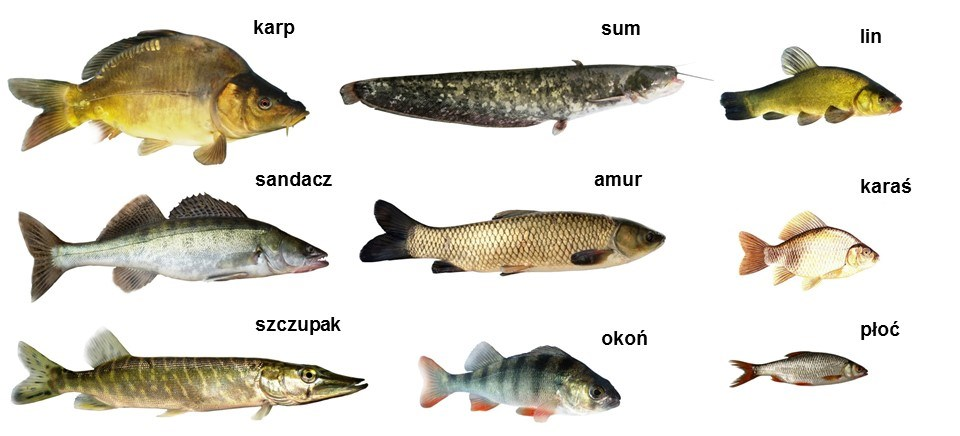 karp
sum
lin
sandacz
amur
karaś
szczupak
okoń
płoć